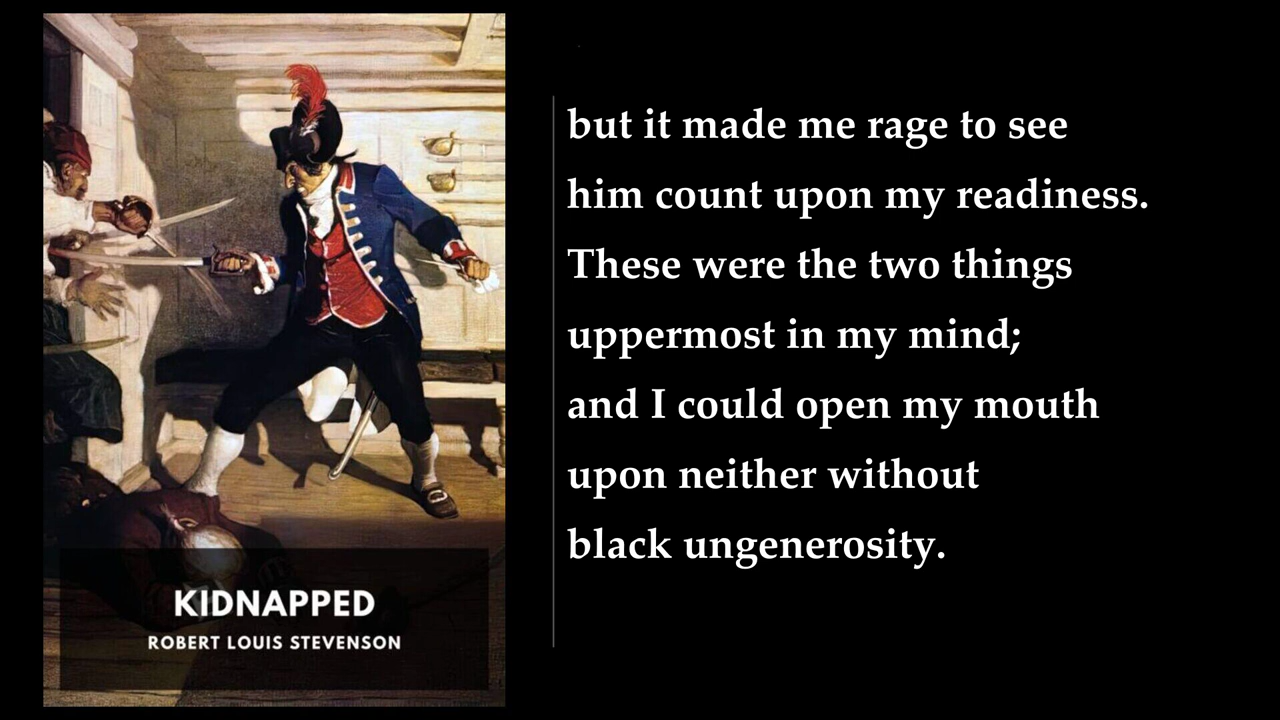 but it made me rage to see
him count upon my readiness.
These were the two things
uppermost in my mind;
and I could open my mouth
upon neither without
black ungenerosity.
KIDNAPPED
ROBERT LOUIS STEVENSON